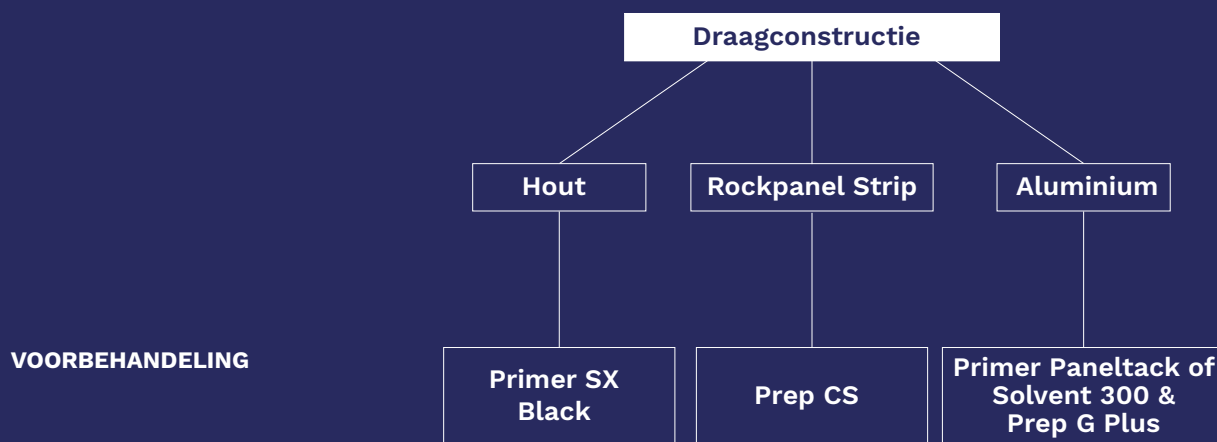 Draagconstructie
Hout
Rockpanel Strip
Aluminium
VOORBEHANDELING
Primer SX
Black
Prep CS
Primer Paneltack of
Solvent 300 &
Prep G Plus